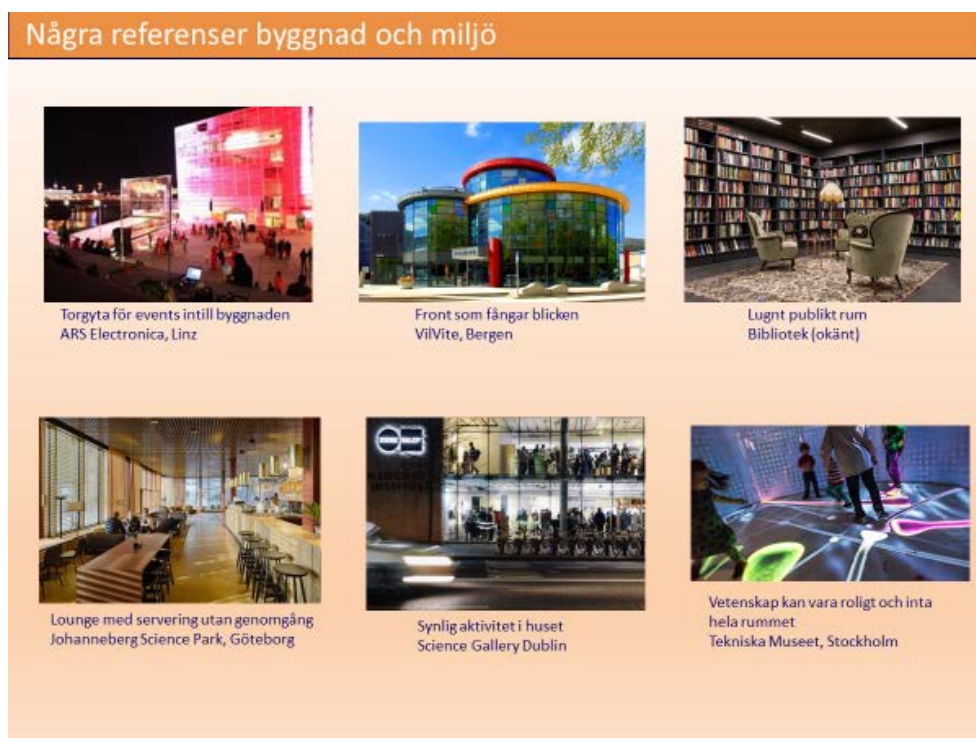 Några referenser byggnad och miljö
Torgyta för events intill byggnaden
ARS Electronica, Linz
Front som fångar blicken
VilVite, Bergen
Lugnt publikt rum
Bibliotek (okänt)
Lounge med servering utan genomgång
Johanneberg Science Park, Göteborg
Synlig aktivitet i huset
Science Gallery Dublin
Vetenskap kan vara roligt och inta
hela rummet
Tekniska Museet, Stockholm